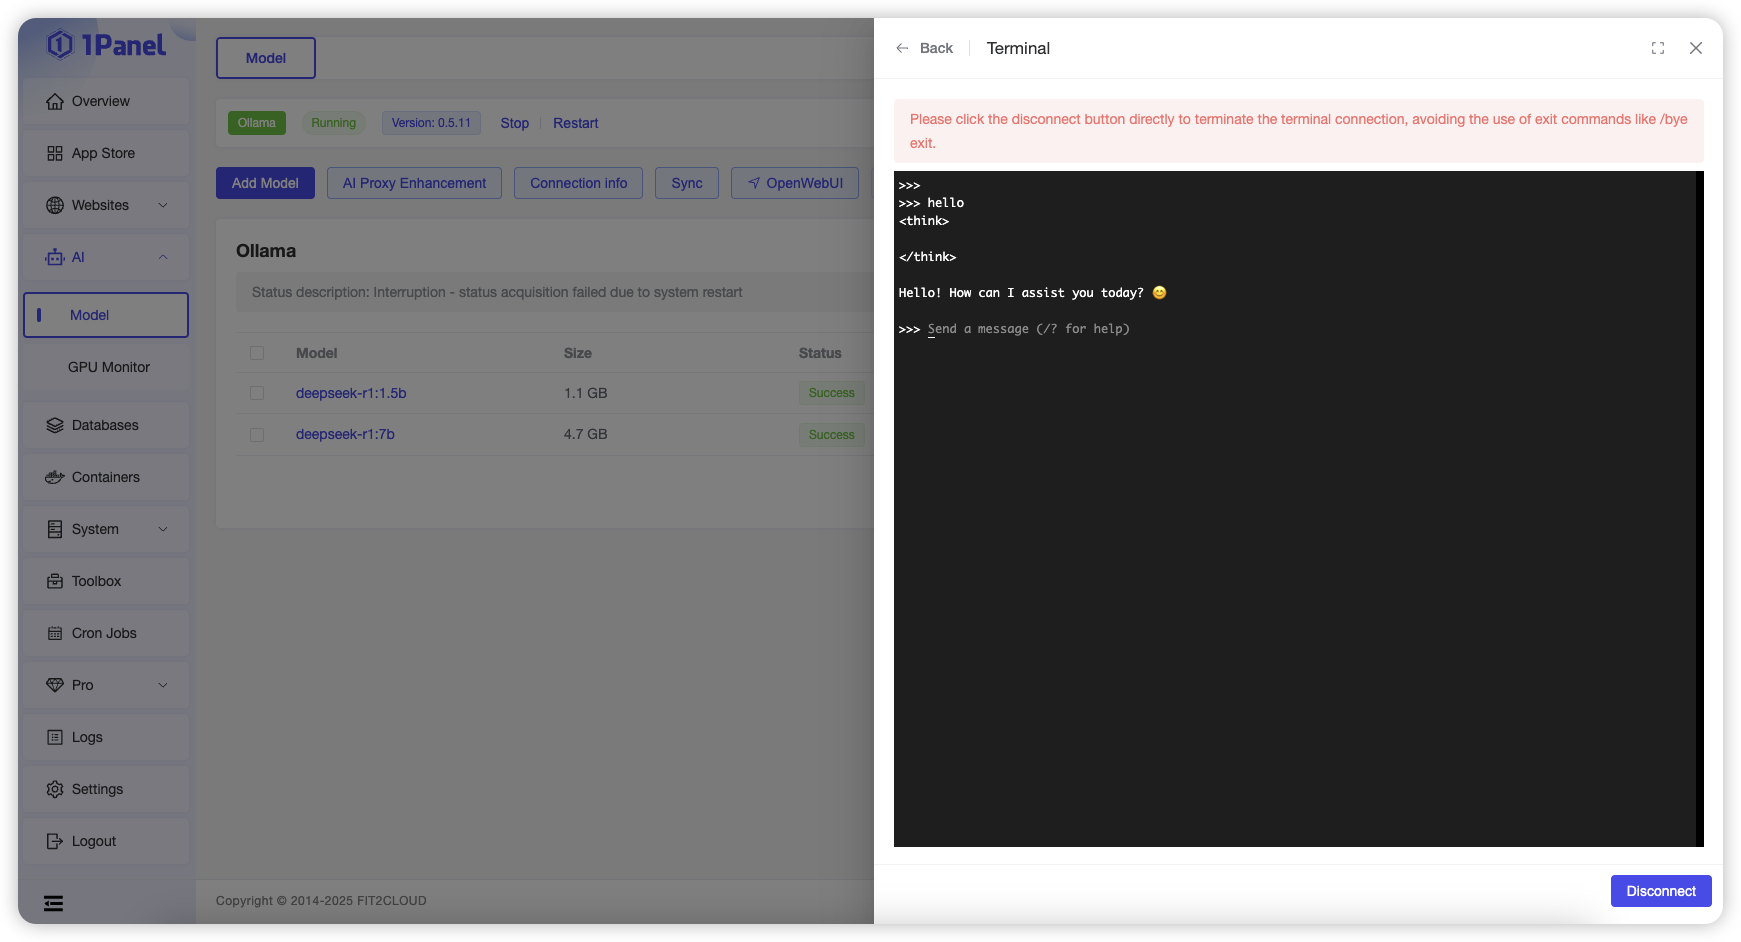 1Panel
Overview
App Store
Websites
AI
Model
GPU Monitor
Databases
Containers
System
Toolbox
Cron Jobs
Pro
Logs
Settings
Logout
Model
Ollama Running Version: 0.5.11 Stop Restart
Add Model AI Proxy Enhancement Connection info Sync OpenWebUI
Ollama
Status description: Interruption - status acquisition failed due to system restart
Model Size Status
deepseek-r1:1.5b 1.1 GB Success
deepseek-r1:7b 4.7 GB Success
Copyright © 2014-2025 FIT2CLOUD
Back Terminal
Please click the disconnect button directly to terminate the terminal connection, avoiding the use of exit commands like /bye
exit.
>>>
>>> hello
<think>
</think>
Hello! How can I assist you today? 😊
>>> Send a message (/? for help)
Disconnect